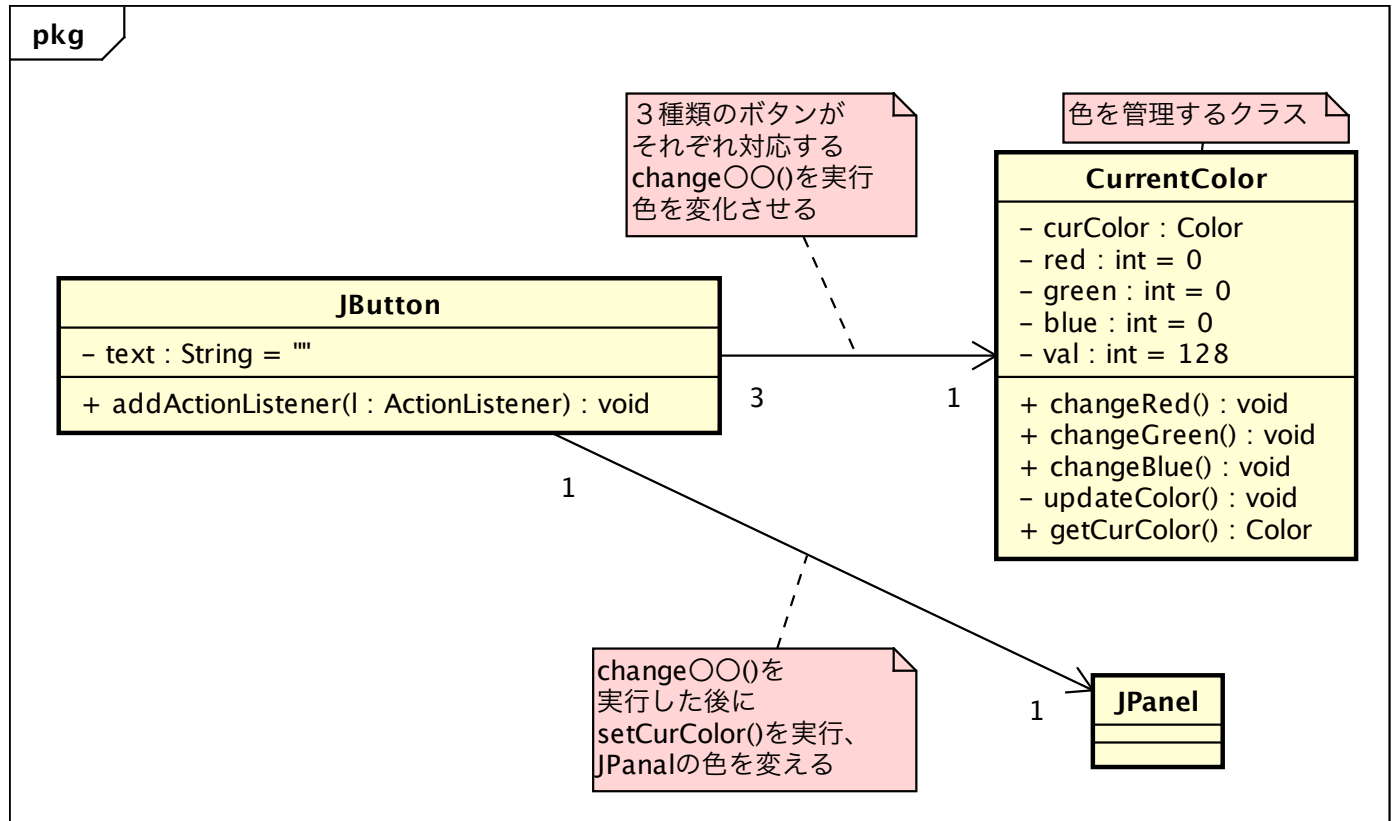 pkg
３種類のボタンが
それぞれ対応する
change〇〇()を実行
色を変化させる
色を管理するクラス
CurrentColor
– curColor : Color
– red : int = 0
– green : int = 0
– blue : int = 0
– val : int = 128
+ changeRed() : void
+ changeGreen() : void
+ changeBlue() : void
– updateColor() : void
+ getCurColor() : Color
JButton
– text : String = ""
+ addActionListener(l : ActionListener) : void
3
1
1
1
change〇〇()を
実行した後に
setCurColor()を実行、
JPanalの色を変える
JPanel